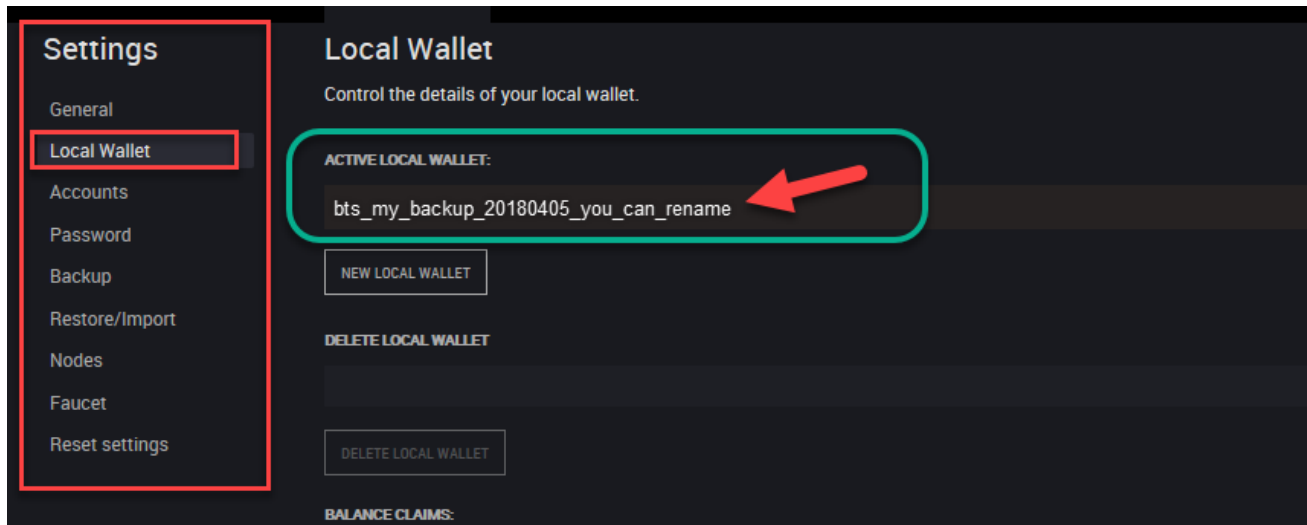 Settings
General
Local Wallet
Accounts
Password
Backup
Restore/Import
Nodes
Faucet
Reset settings
Local Wallet
Control the details of your local wallet.
ACTIVE LOCAL WALLET:
bts_my_backup_20180405_you_can_rename
NEW LOCAL WALLET
DELETE LOCAL WALLET
DELETE LOCAL WALLET
BALANCE CLAIMS: